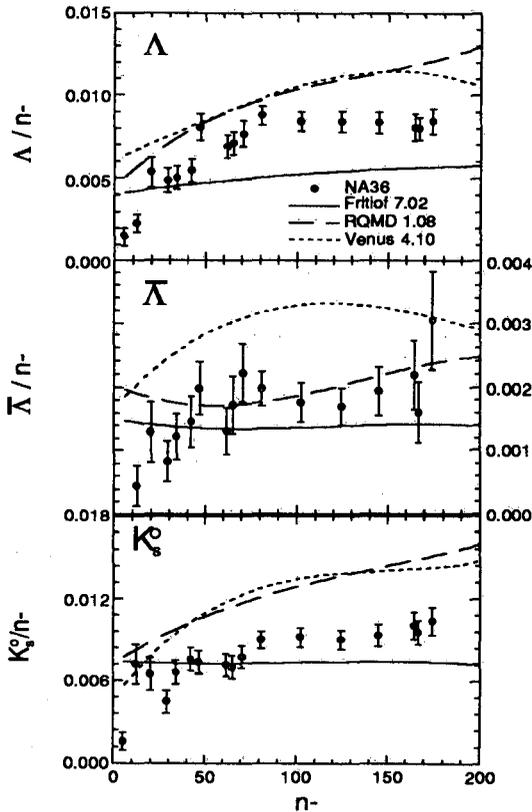 0.015
Λ
0.010
Λ / n-
0.005
NA36
Fritiof 7.02
RQMD 1.08
Venus 4.10
0.000
0.004
Λ̅
0.003
Λ̅ / n-
0.002
0.001
0.018
0.000
K°s
0.012
K°s/n-
0.006
0.000
0 50 100 150 200
n-